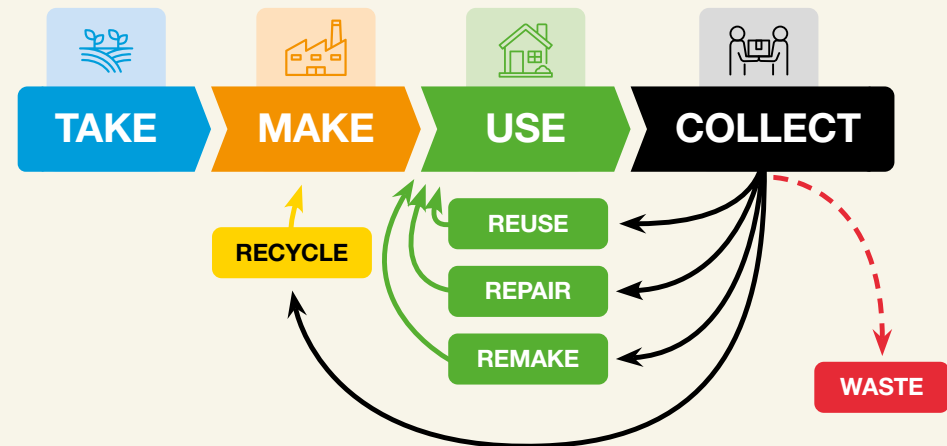 TAKE
MAKE
USE
COLLECT
REUSE
RECYCLE
REPAIR
REMAKE
WASTE